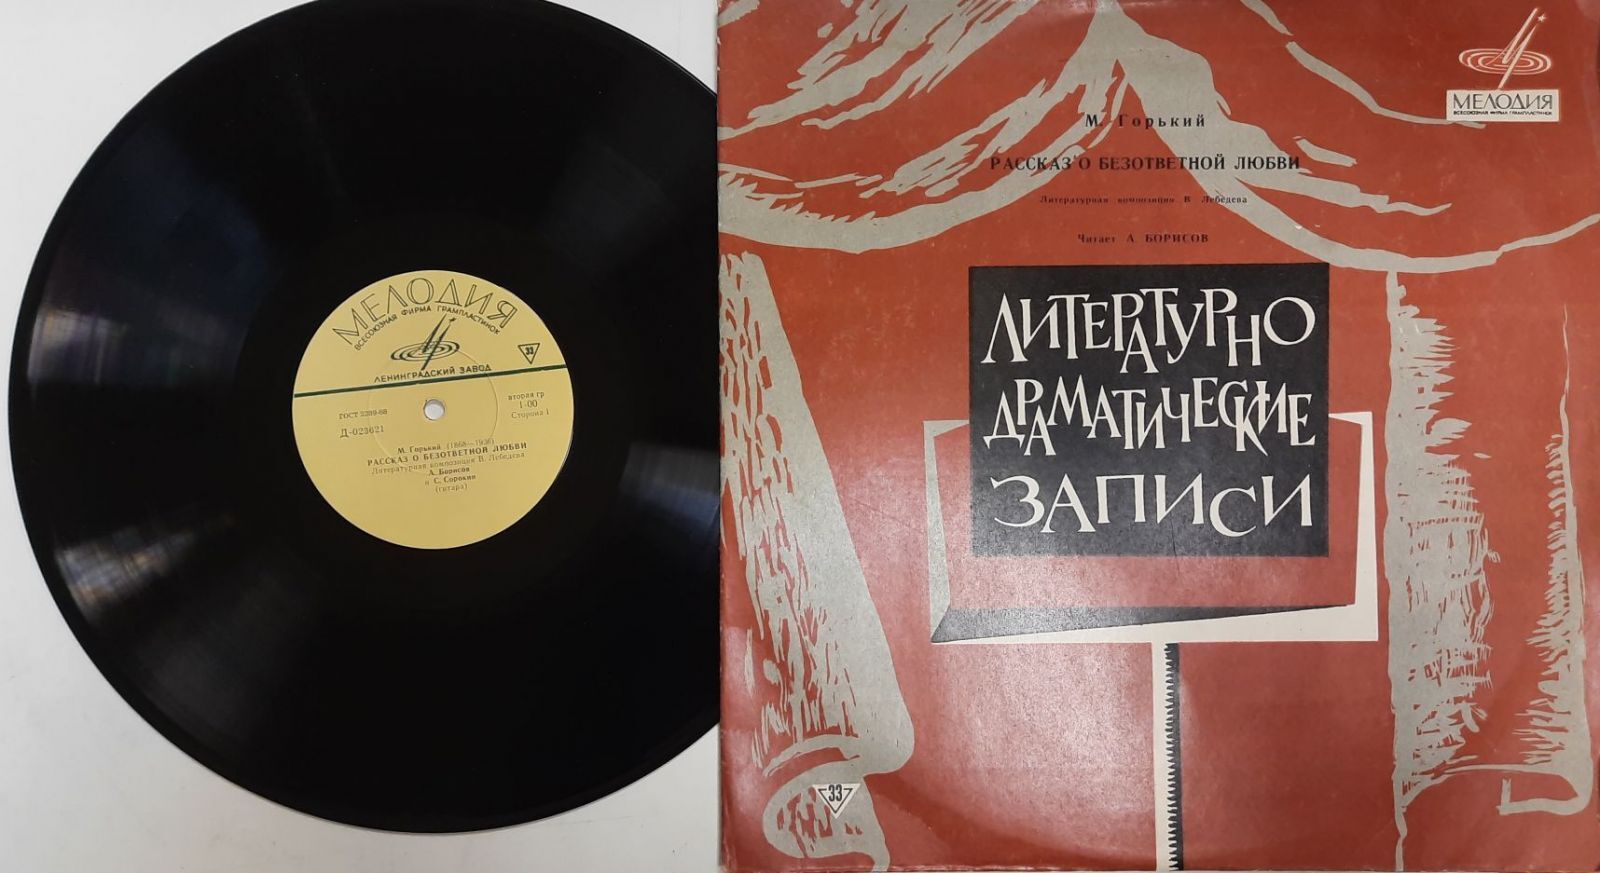 МЕЛОДИЯ
ВСЕСОЮЗНАЯ ФИРМА ГРАМПЛАСТИНОК
33
ЛЕНИНГРАДСКИЙ ЗАВОД
ГОСТ 5289-68
вторая гр
1-00
Д-023621
Сторона 1
М. Горький (1868—1936)
РАССКАЗ О БЕЗОТВЕТНОЙ ЛЮБВИ
Литературная композиция В. Лебедева
А. Борисов
и С. Сорокин
(гитара)
МЕЛОДИЯ
ВСЕСОЮЗНАЯ ФИРМА ГРАМПЛАСТИНОК
М. Горький
РАССКАЗ О БЕЗОТВЕТНОЙ ЛЮБВИ
Литературная композиция В Лебедева
Читает А. БОРИСОВ
ЛИТЕРАТУРНО
ДРАМАТИЧЕСКИЕ
ЗАПИСИ
33